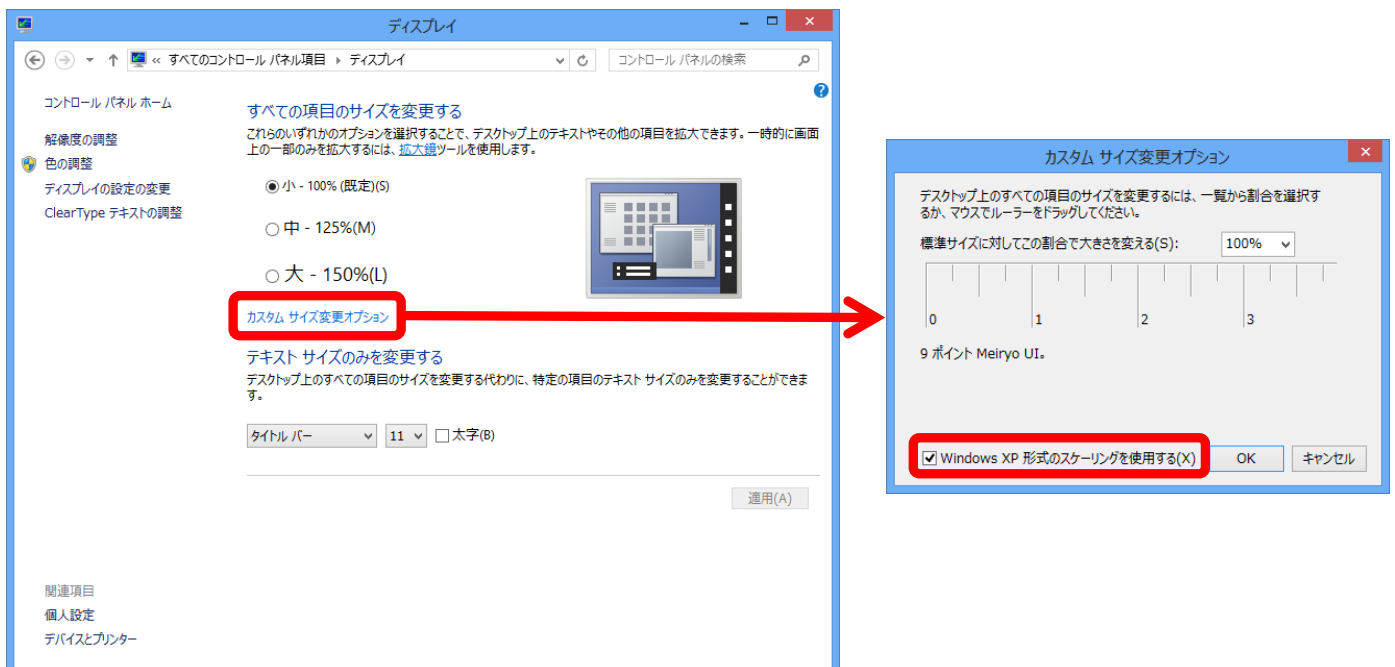 ディスプレイ
« すべてのコントロール パネル項目 ▸ ディスプレイ
コントロール パネルの検索
コントロール パネル ホーム
解像度の調整
色の調整
ディスプレイの設定の変更
ClearType テキストの調整
すべての項目のサイズを変更する
これらのいずれかのオプションを選択することで、デスクトップ上のテキストやその他の項目を拡大できます。一時的に画面
上の一部のみを拡大するには、拡大鏡ツールを使用します。
小 - 100% (既定)(S)
中 - 125%(M)
大 - 150%(L)
カスタム サイズ変更オプション
テキスト サイズのみを変更する
デスクトップ上のすべての項目のサイズを変更する代わりに、特定の項目のテキスト サイズのみを変更することができま
す。
タイトル バー 11 太字(B)
適用(A)
関連項目
個人設定
デバイスとプリンター
カスタム サイズ変更オプション
デスクトップ上のすべての項目のサイズを変更するには、一覧から割合を選択す
るか、マウスでルーラーをドラッグしてください。
標準サイズに対してこの割合で大きさを変える(S): 100%
0 1 2 3
9 ポイント Meiryo UI。
Windows XP 形式のスケーリングを使用する(X) OK キャンセル